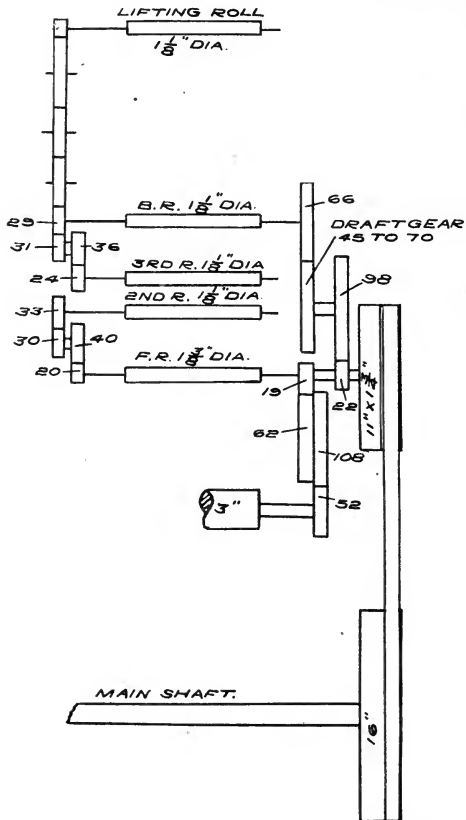 LIFTING ROLL
1 1/8" DIA.
66
29
B.R. 1 1/8" DIA.
DRAFT GEAR
45 TO 70
31
36
98
24
3RD R. 1 1/8" DIA
33
2ND R. 1 1/8" DIA.
30
40
F.R. 1 3/8" DIA.
20
19
22
11" X 1 3/4"
62
108
52
3"
MAIN SHAFT.
16"